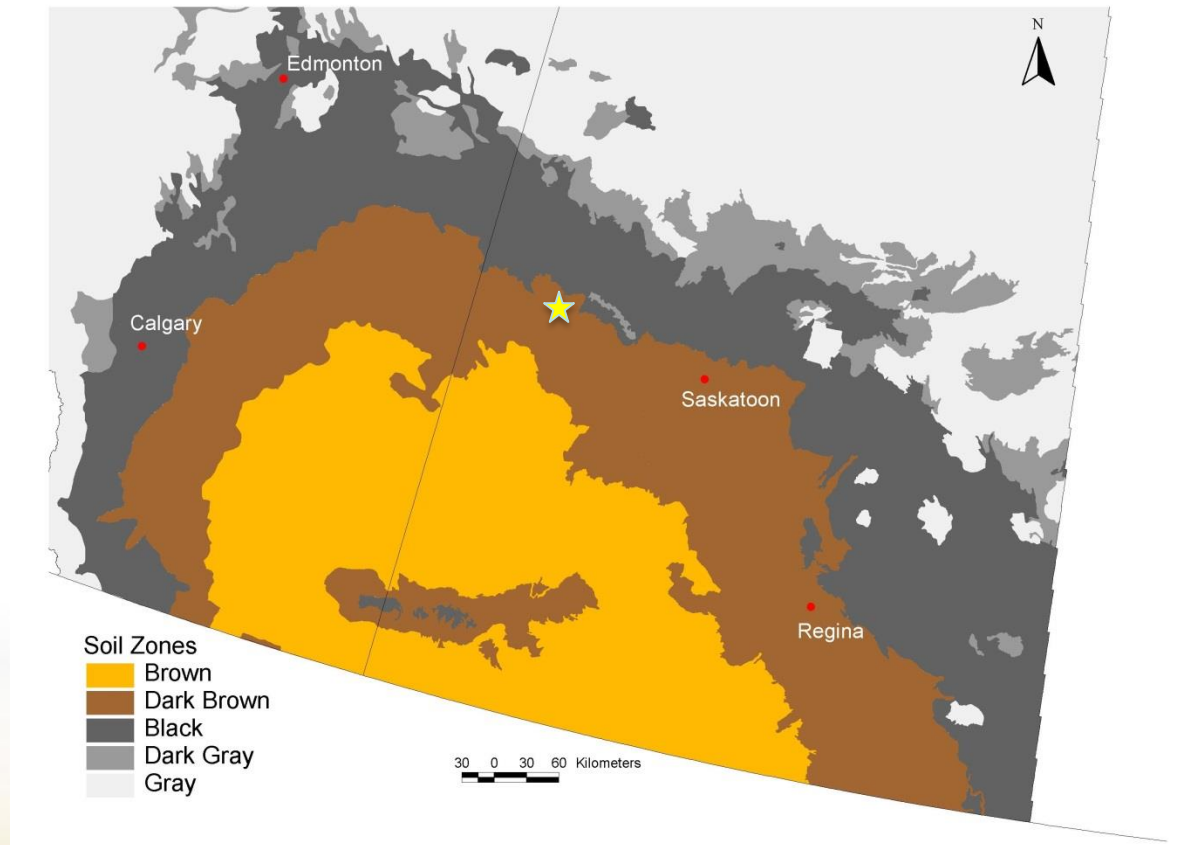 N
Edmonton
Calgary
Saskatoon
Regina
Soil Zones
Brown
Dark Brown
Black
Dark Gray
Gray
30 0 30 60 Kilometers